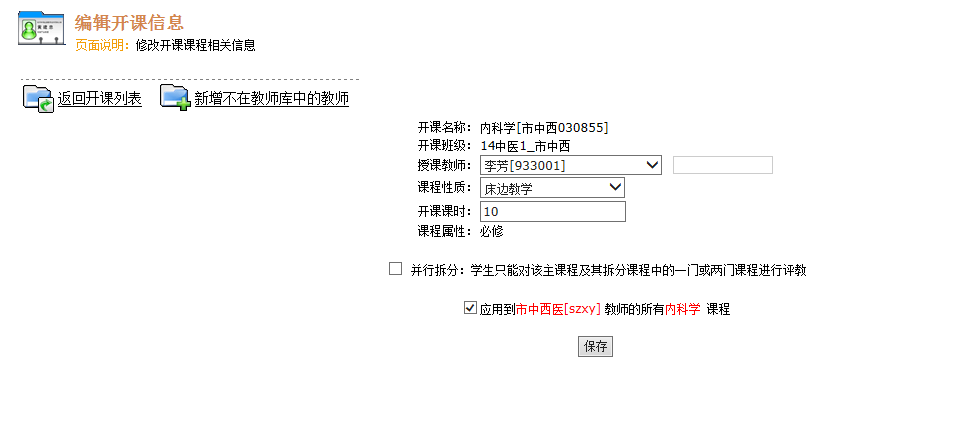 编辑开课信息
页面说明：修改开课课程相关信息
返回开课列表 新增不在教师库中的教师
开课名称： 内科学[市中西030855]
开课班级： 14中医1_市中西
授课教师： 李芳[933001]
课程性质： 床边教学
开课课时： 10
课程属性： 必修
并行拆分：学生只能对该主课程及其拆分课程中的一门或两门课程进行评教
应用到市中西医[szxy] 教师的所有内科学 课程
保存